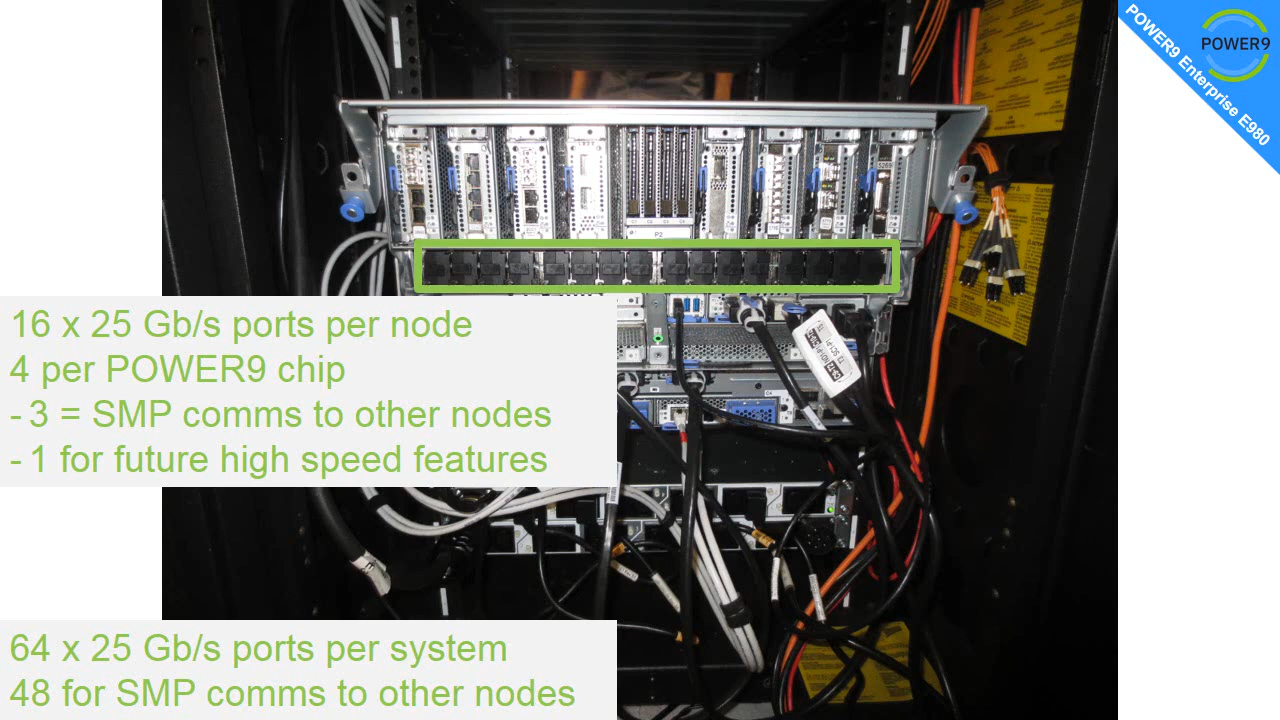 POWER9
POWER9 Enterprise E980
P2
16 x 25 Gb/s ports per node
4 per POWER9 chip
- 3 = SMP comms to other nodes
- 1 for future high speed features
64 x 25 Gb/s ports per system
48 for SMP comms to other nodes